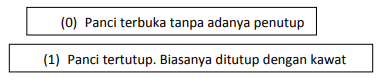 (0) Panci terbuka tanpa adanya penutup
(1) Panci tertutup. Biasanya ditutup dengan kawat